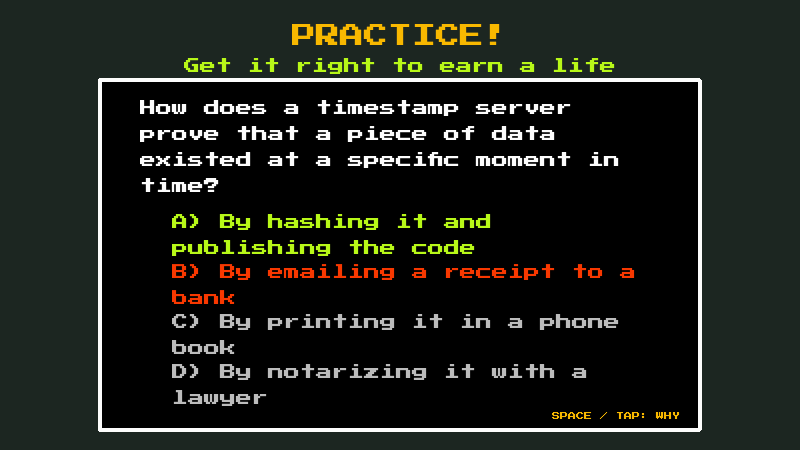 PRACTICE!
Get it right to earn a life
How does a timestamp server
prove that a piece of data
existed at a specific moment in
time?
A) By hashing it and
publishing the code
B) By emailing a receipt to a
bank
C) By printing it in a phone
book
D) By notarizing it with a
lawyer
SPACE / TAP: WHY